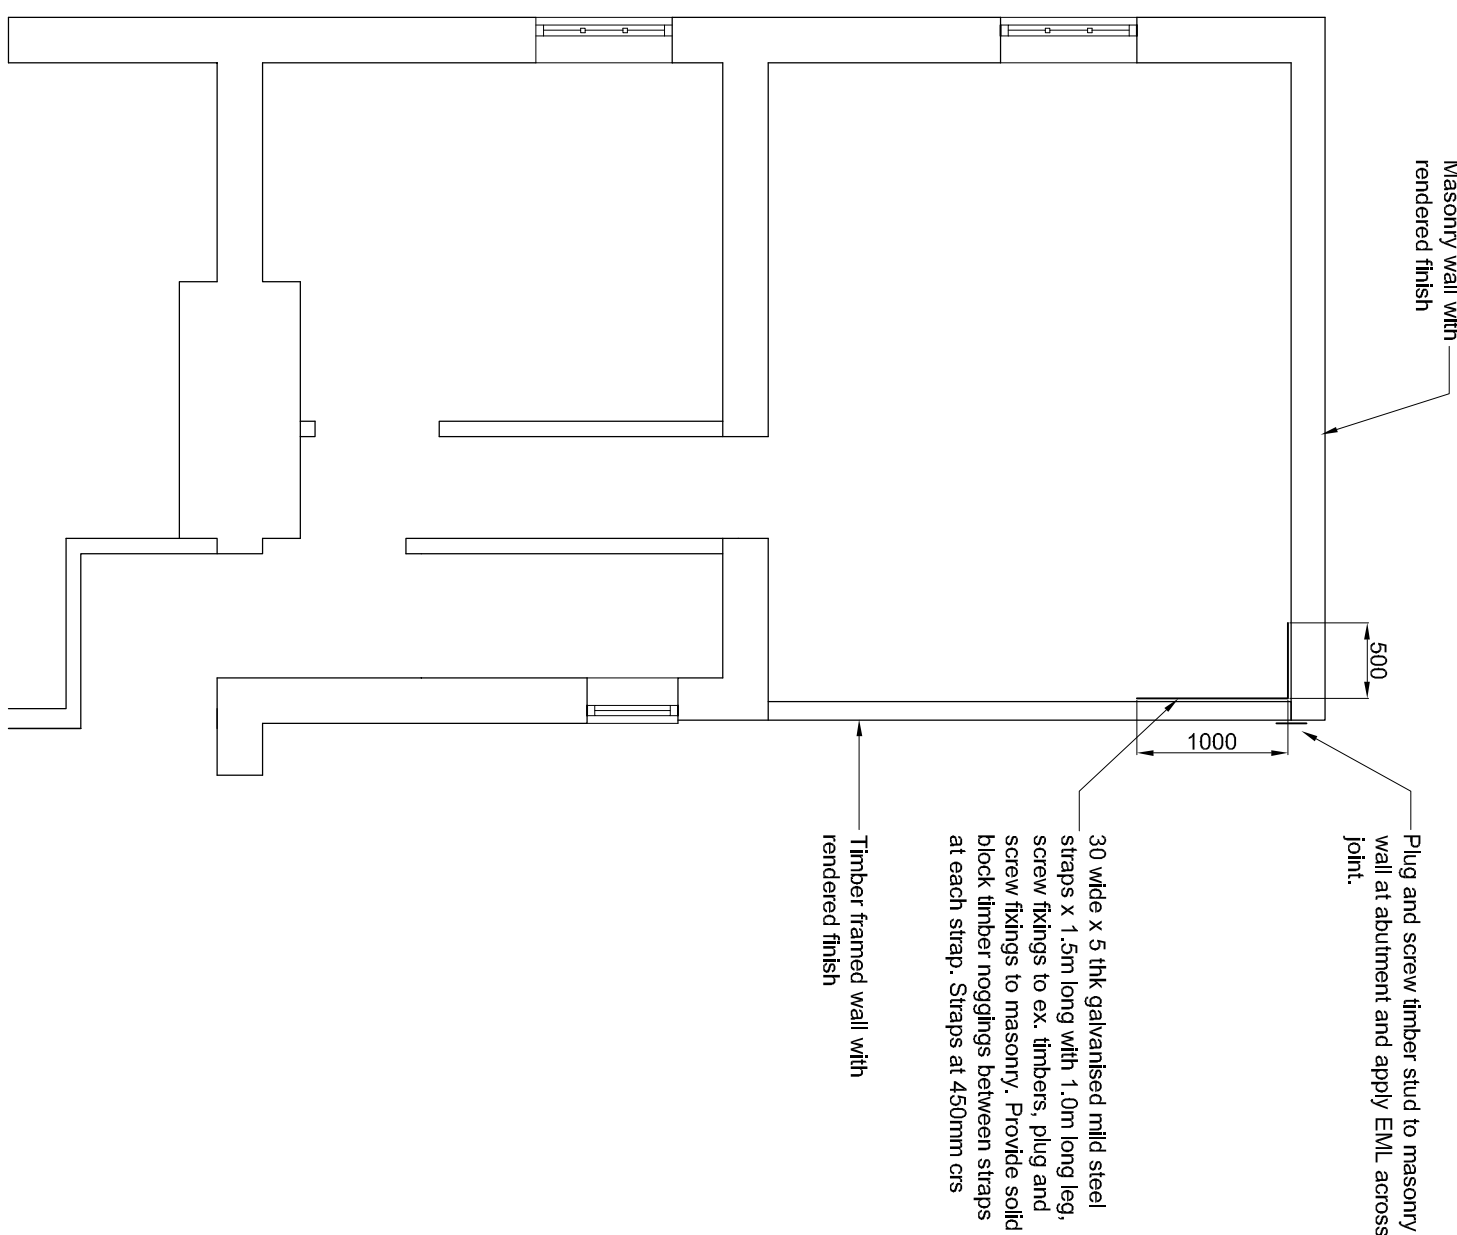 Masonry wall with
rendered finish
500
1000
Plug and screw timber stud to masonry
wall at abutment and apply EML across
joint.
30 wide x 5 thk galvanised mild steel
straps x 1.5m long with 1.0m long leg,
screw fixings to ex. timbers, plug and
screw fixings to masonry. Provide solid
block timber noggings between straps
at each strap. Straps at 450mm crs
Timber framed wall with
rendered finish